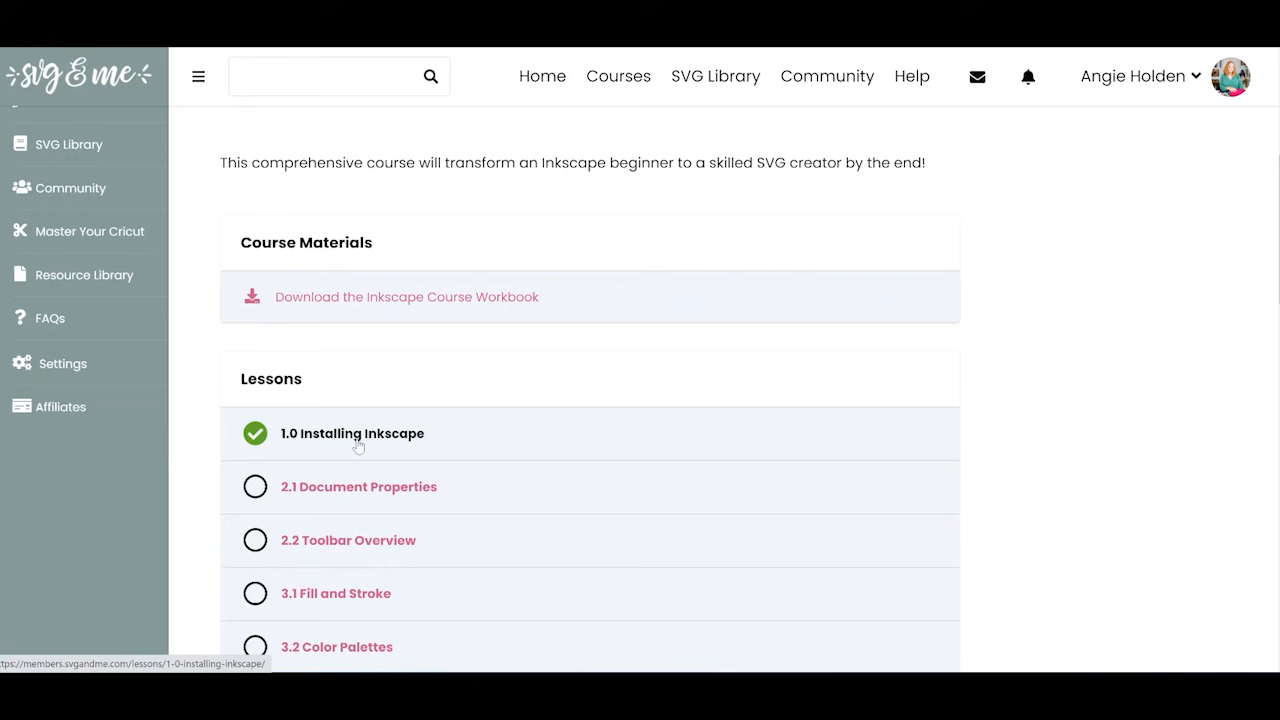 svg & me
Home
Courses
SVG Library
Community
Help
Angie Holden
SVG Library
Community
Master Your Cricut
Resource Library
FAQs
Settings
Affiliates
This comprehensive course will transform an Inkscape beginner to a skilled SVG creator by the end!
Course Materials
Download the Inkscape Course Workbook
Lessons
1.0 Installing Inkscape
2.1 Document Properties
2.2 Toolbar Overview
3.1 Fill and Stroke
3.2 Color Palettes
ttps://members.svgandme.com/lessons/1-0-installing-inkscape/